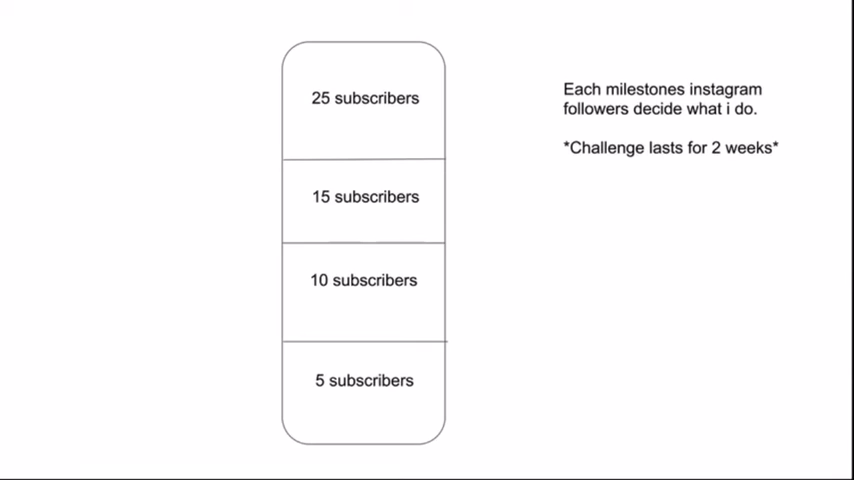 25 subscribers
15 subscribers
10 subscribers
5 subscribers
Each milestones instagram
followers decide what i do.
*Challenge lasts for 2 weeks*